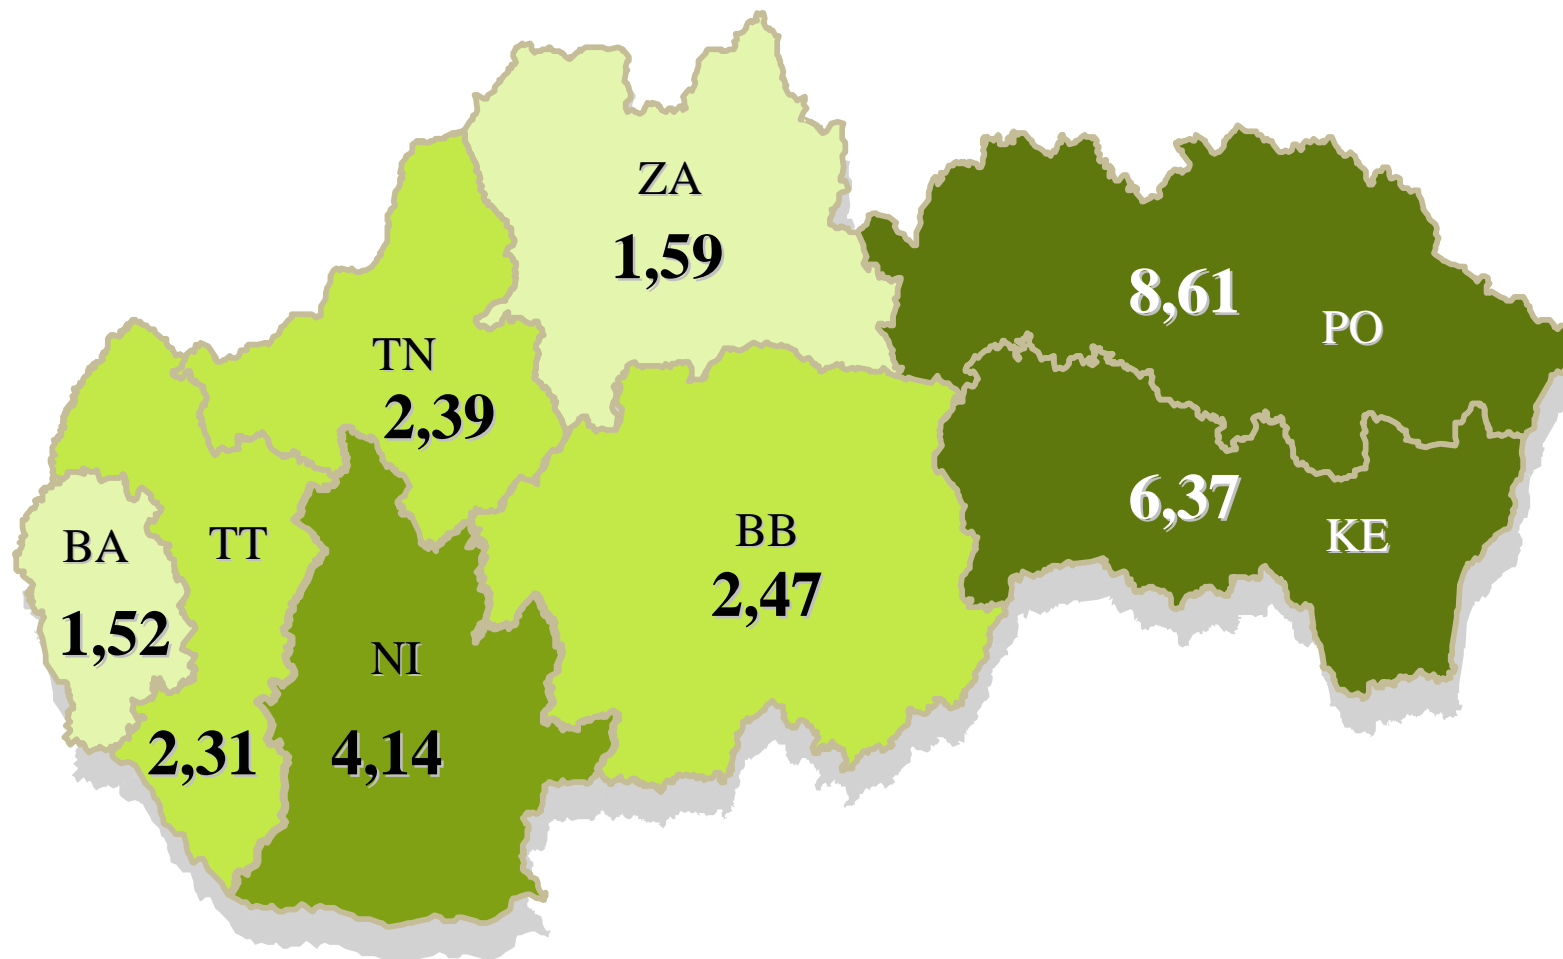 ZA
1,59
8,61
PO
TN
2,39
6,37
KE
BA
1,52
TT
2,31
BB
2,47
NI
4,14